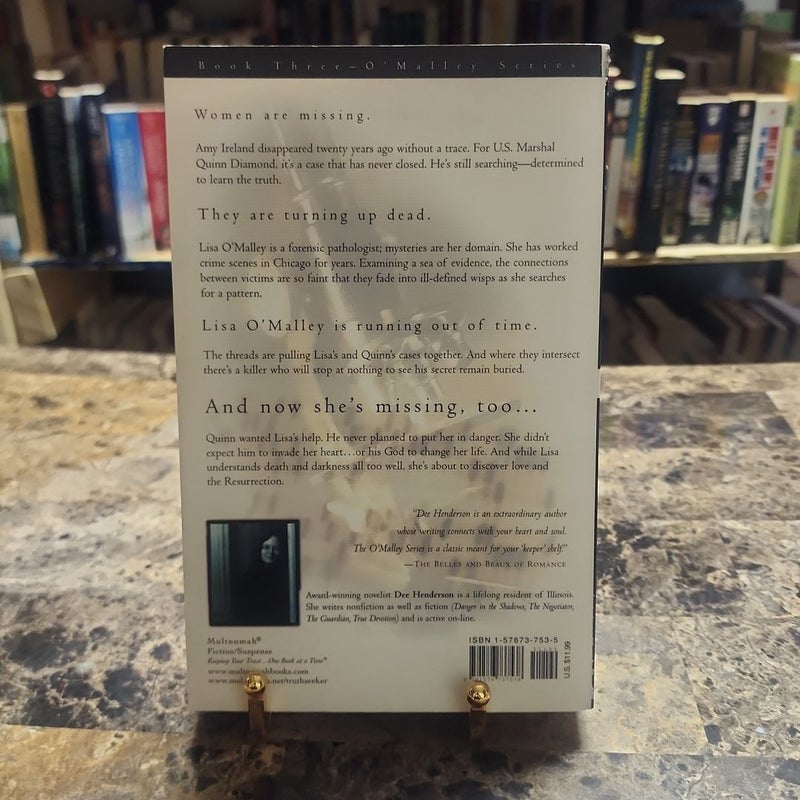 Book Three–O'Malley Series
Women are missing.
Amy Ireland disappeared twenty years ago without a trace. For U.S. Marshal
Quinn Diamond, it's a case that has never closed. He's still searching—determined
to learn the truth.
They are turning up dead.
Lisa O'Malley is a forensic pathologist; mysteries are her domain. She has worked
crime scenes in Chicago for years. Examining a sea of evidence, the connections
between victims are so faint that they fade into ill-defined wisps as she searches
for a pattern.
Lisa O'Malley is running out of time.
The threads are pulling Lisa's and Quinn's cases together. And where they intersect
there's a killer who will stop at nothing to see his secret remain buried.
And now she's missing, too...
Quinn wanted Lisa's help. He never planned to put her in danger. She didn't
expect him to invade her heart...or his God to change her life. And while Lisa
understands death and darkness all too well, she's about to discover love and
the Resurrection.
"Dee Henderson is an extraordinary author
whose writing connects with your heart and soul.
The O'Malley Series is a classic meant for your 'keeper' shelf."
—The Belles and Beaux of Romance
Award-winning novelist Dee Henderson is a lifelong resident of Illinois.
She writes nonfiction as well as fiction (Danger in the Shadows, The Negotiator,
The Guardian, True Devotion) and is active on-line.
Multnomah®
Fiction/Suspense
Keeping Your Trust...One Book at a Time®
ISBN 1-57673-753-5
U.S. $11.99